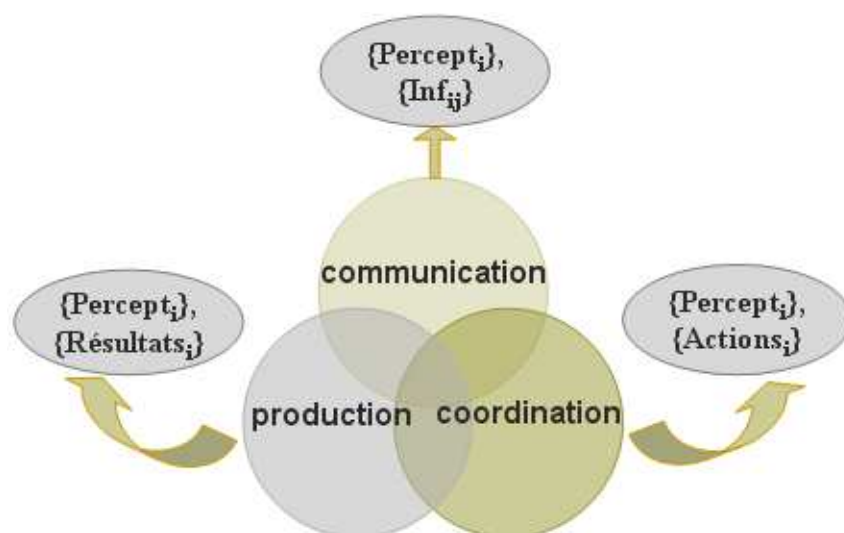 {Percept_i},
{Inf_ij}
communication
{Percept_i},
{Résultats_i}
{Percept_i},
{Actions_i}
production
coordination